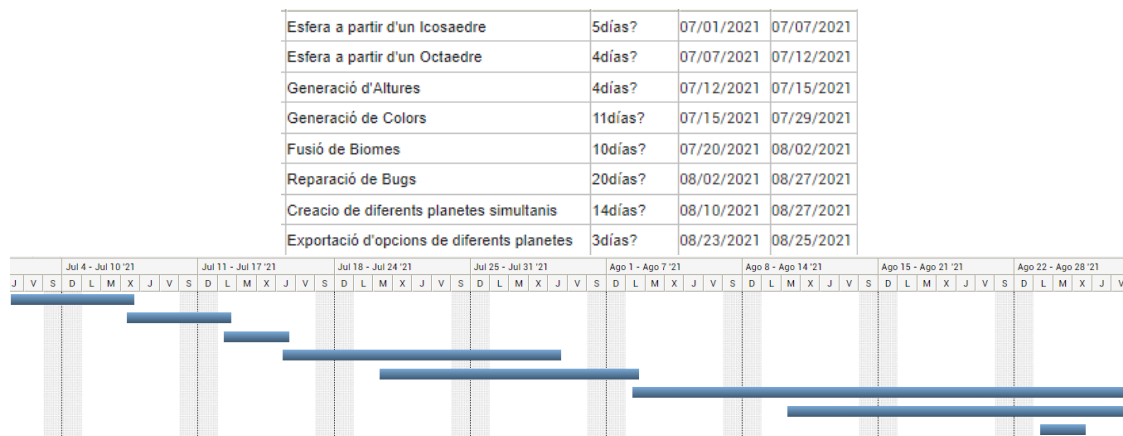 Esfera a partir d'un Icosaedre 5días? 07/01/2021 07/07/2021
Esfera a partir d'un Octaedre 4días? 07/07/2021 07/12/2021
Generació d'Altures 4días? 07/12/2021 07/15/2021
Generació de Colors 11días? 07/15/2021 07/29/2021
Fusió de Biomes 10días? 07/20/2021 08/02/2021
Reparació de Bugs 20días? 08/02/2021 08/27/2021
Creacio de diferents planetes simultanis 14días? 08/10/2021 08/27/2021
Exportació d'opcions de diferents planetes 3días? 08/23/2021 08/25/2021
Jul 4 - Jul 10 '21 Jul 11 - Jul 17 '21 Jul 18 - Jul 24 '21 Jul 25 - Jul 31 '21 Ago 1 - Ago 7 '21 Ago 8 - Ago 14 '21 Ago 15 - Ago 21 '21 Ago 22 - Ago 28 '21
J V S D L M X J V S D L M X J V S D L M X J V S D L M X J V S D L M X J V S D L M X J V S D L M X J V S D L M X J V